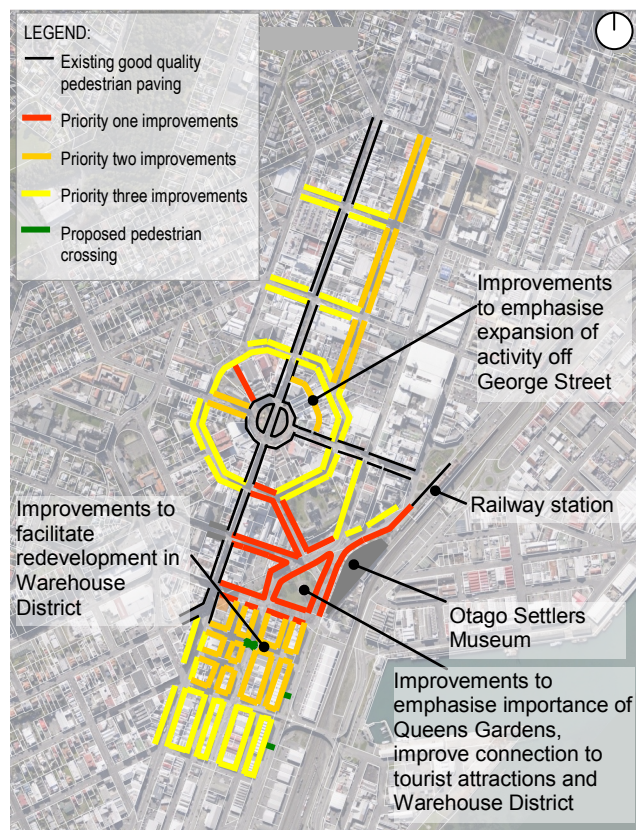 LEGEND:
Existing good quality
pedestrian paving
Priority one improvements
Priority two improvements
Priority three improvements
Proposed pedestrian
crossing
Improvements
to emphasise
expansion of
activity off
George Street
Railway station
Improvements to
facilitate
redevelopment in
Warehouse
District
Otago Settlers
Museum
Improvements to
emphasise importance of
Queens Gardens,
improve connection to
tourist attractions and
Warehouse District